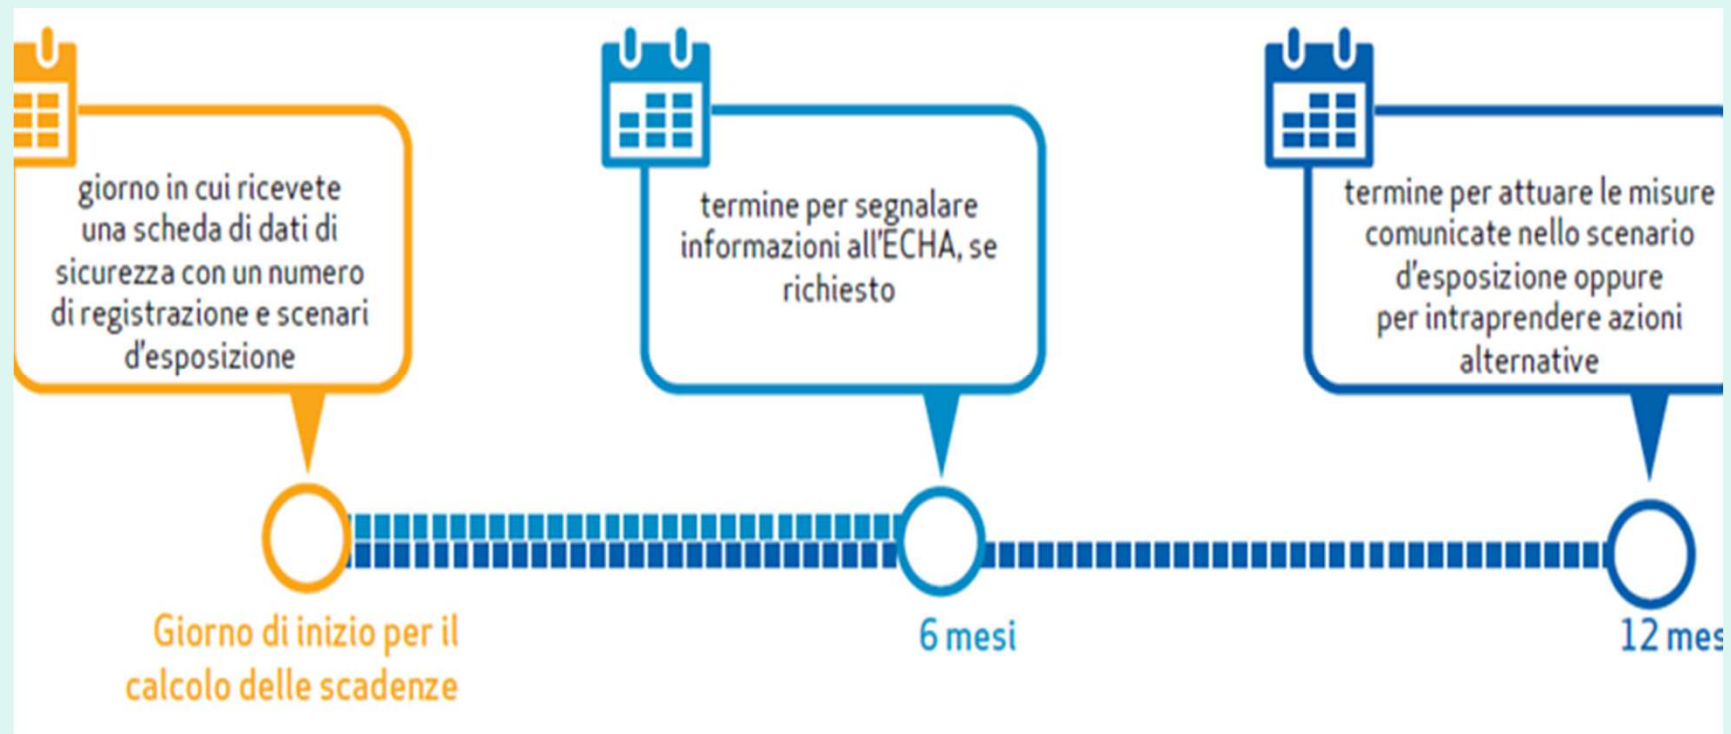 giorno in cui ricevete
una scheda di dati di
sicurezza con un numero
di registrazione e scenari
d'esposizione
termine per segnalare
informazioni all'ECHA, se
richiesto
termine per attuare le misure
comunicate nello scenario
d'esposizione oppure
per intraprendere azioni
alternative
Giorno di inizio per il
calcolo delle scadenze
6 mesi
12 mes